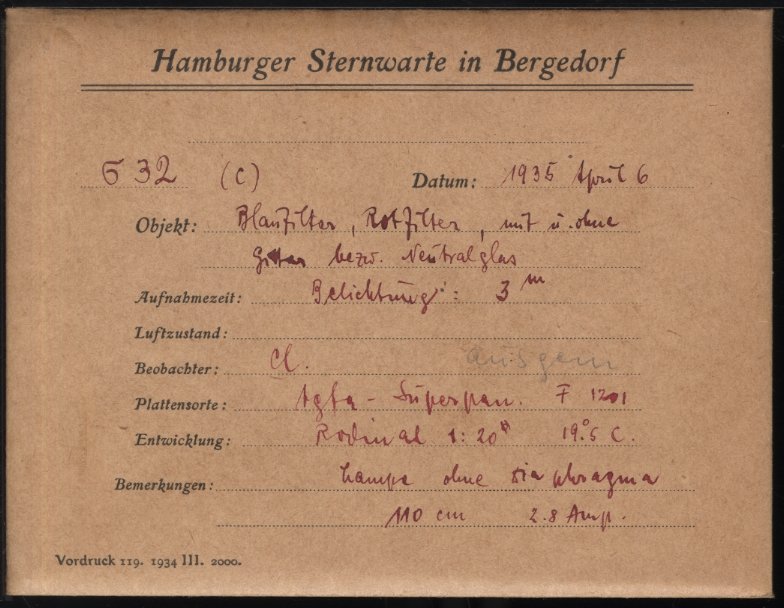 Hamburger Sternwarte in Bergedorf
G 32 (C) Datum: 1935 April 6
Objekt: Blaufilter, Rotfilter, mit u. ohne
Gitter bezw. Neutralglas
Aufnahmezeit: Belichtung: 3 m
Luftzustand:
Beobachter: Cl. ausgem
Plattensorte: Agfa - Superpan. F 1201
Entwicklung: Rodinal 1:20 19°.5 C.
Bemerkungen: Lampe ohne Diaphragma
110 cm 2.8 Amp.
Vordruck 119. 1934 III. 2000.